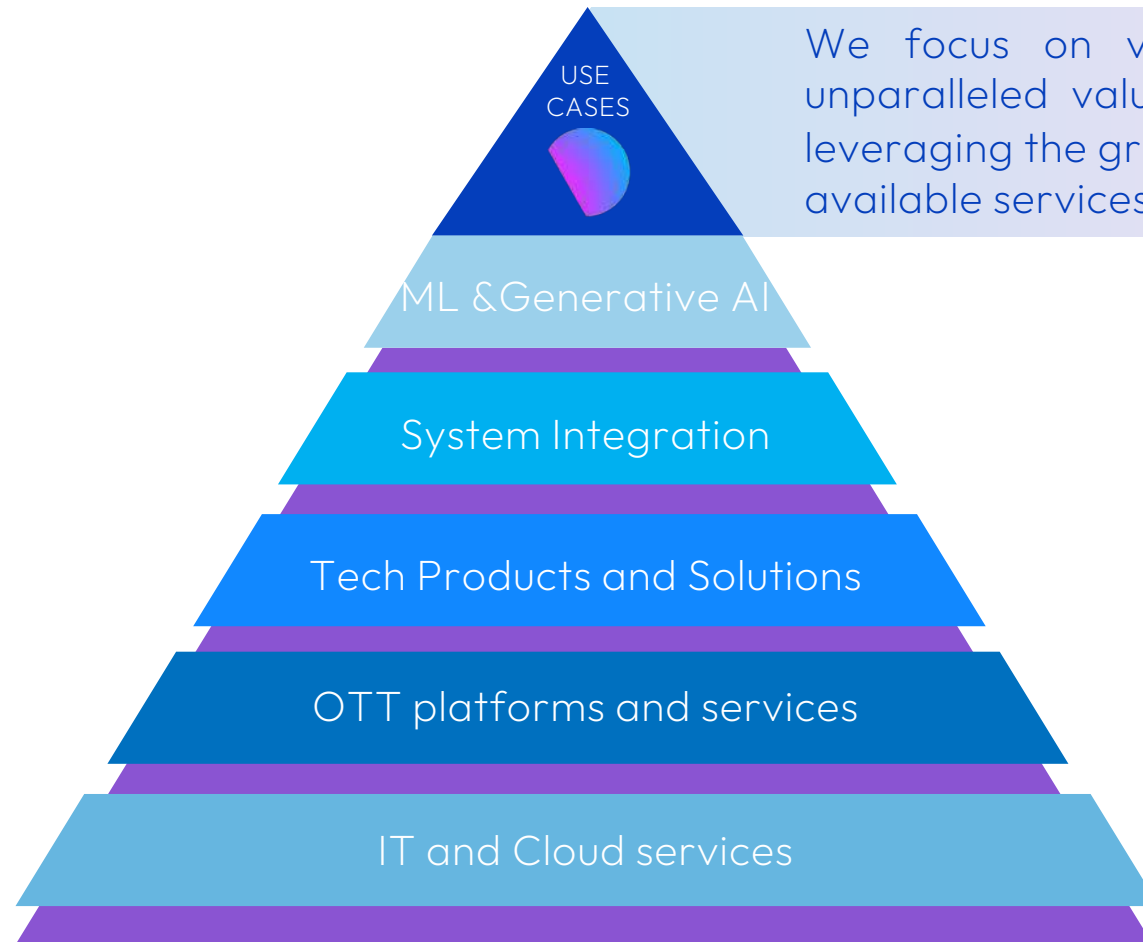 USE
CASES
We focus on
unparalleled
leveraging the
available services
ML &Generative AI
System Integration
Tech Products and Solutions
OTT platforms and services
IT and Cloud services